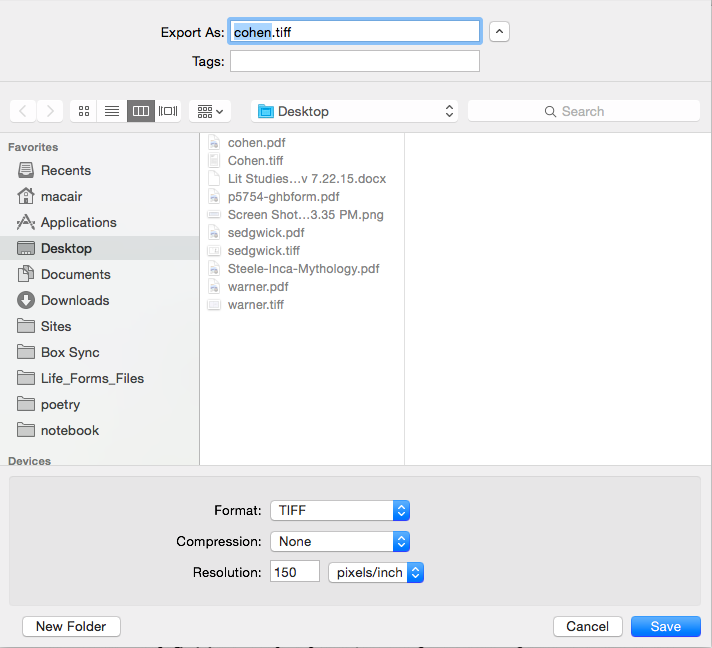 Export As: cohen.tiff
Tags:
Desktop
Search
Favorites
Recents
macair
Applications
Desktop
Documents
Downloads
Sites
Box Sync
Life_Forms_Files
poetry
notebook
Devices
cohen.pdf
Cohen.tiff
Lit Studies...v 7.22.15.docx
p5754-ghbform.pdf
Screen Shot...3.35 PM.png
sedgwick.pdf
sedgwick.tiff
Steele-Inca-Mythology.pdf
warner.pdf
warner.tiff
Format: TIFF
Compression: None
Resolution: 150 pixels/inch
New Folder Cancel Save